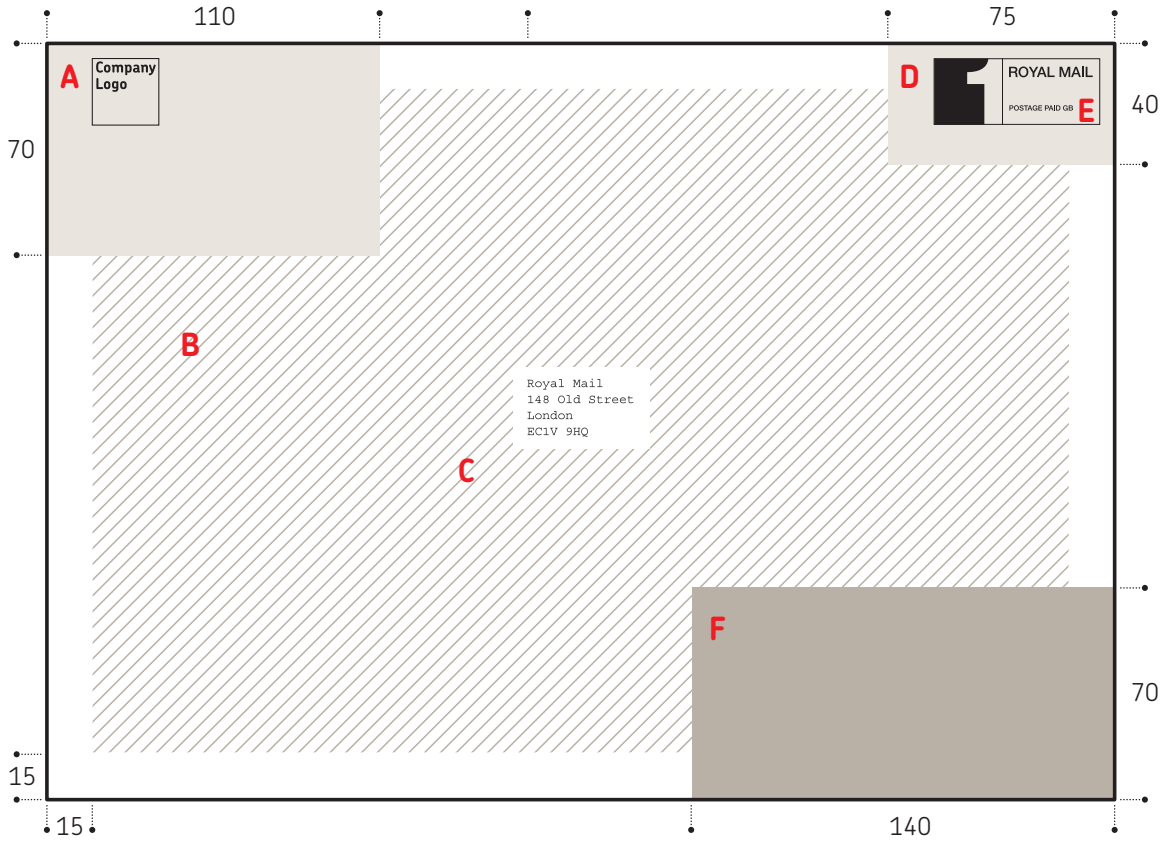 110
75
A
Company
Logo
D
1
ROYAL MAIL
POSTAGE PAID GB
E
40
70
B
Royal Mail
148 Old Street
London
EC1V 9HQ
C
F
70
15
15
140